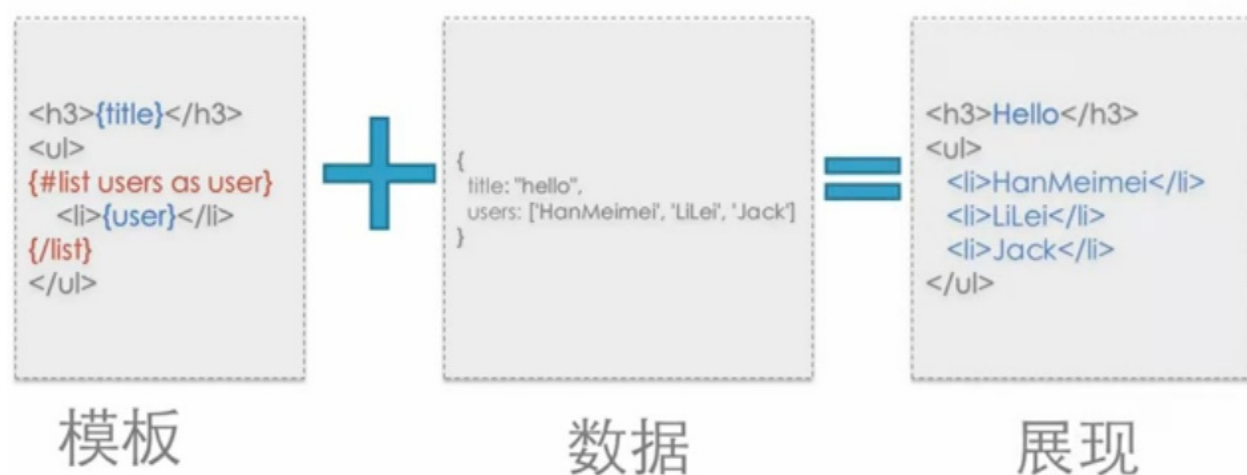 <h3>{title}</h3>
<ul>
{#list users as user}
<li>{user}</li>
{/list}
</ul>
模板
{
title: "hello",
users: ['HanMeimei', 'LiLei', 'Jack']
}
数据
<h3>Hello</h3>
<ul>
<li>HanMeimei</li>
<li>LiLei</li>
<li>Jack</li>
</ul>
展现